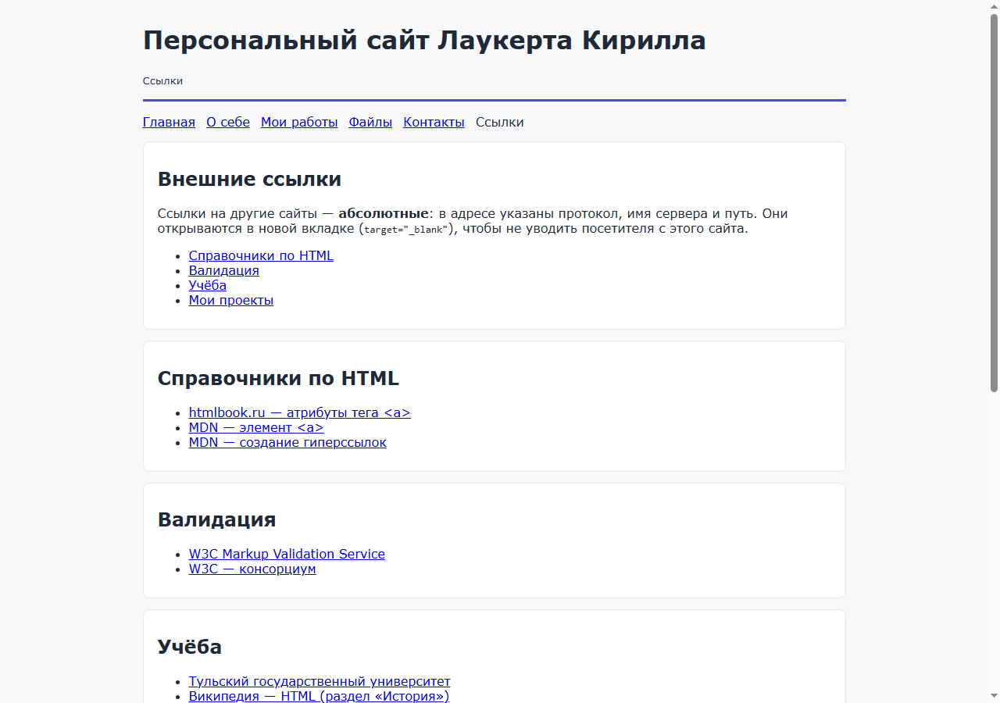 Персональный сайт Лаукерта Кирилла
Ссылки
Главная О себе Мои работы Файлы Контакты Ссылки
Внешние ссылки
Ссылки на другие сайты — абсолютные: в адресе указаны протокол, имя сервера и путь. Они
открываются в новой вкладке (target="_blank"), чтобы не уводить посетителя с этого сайта.
Справочники по HTML
Валидация
Учёба
Мои проекты
Справочники по HTML
htmlbook.ru — атрибуты тега <a>
MDN — элемент <a>
MDN — создание гиперссылок
Валидация
W3C Markup Validation Service
W3C — консорциум
Учёба
Тульский государственный университет
Википедия — HTML (раздел «История»)